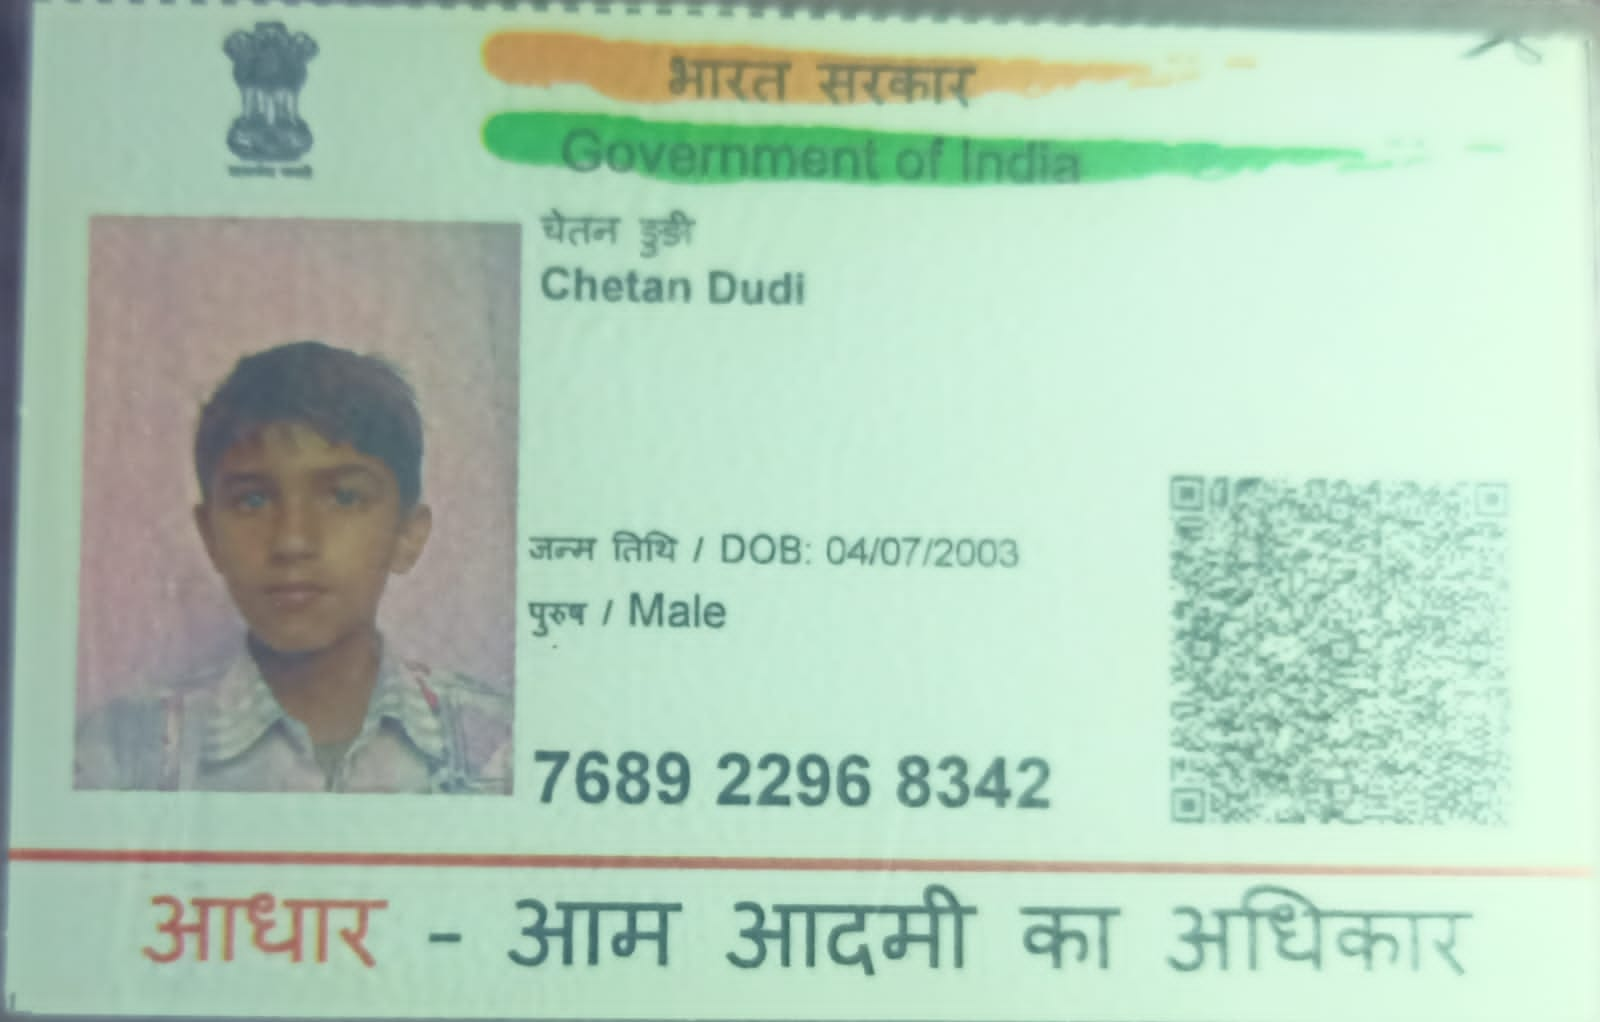 भारत सरकार
Government of India
चेतन डुडी
Chetan Dudi
जन्म तिथि / DOB: 04/07/2003
पुरुष / Male
7689 2296 8342
आधार - आम आदमी का अधिकार